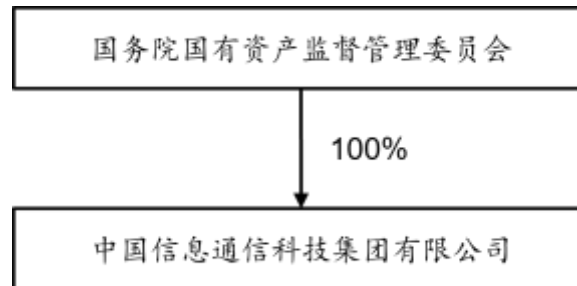 国务院国有资产监督管理委员会
100%
中国信息通信科技集团有限公司